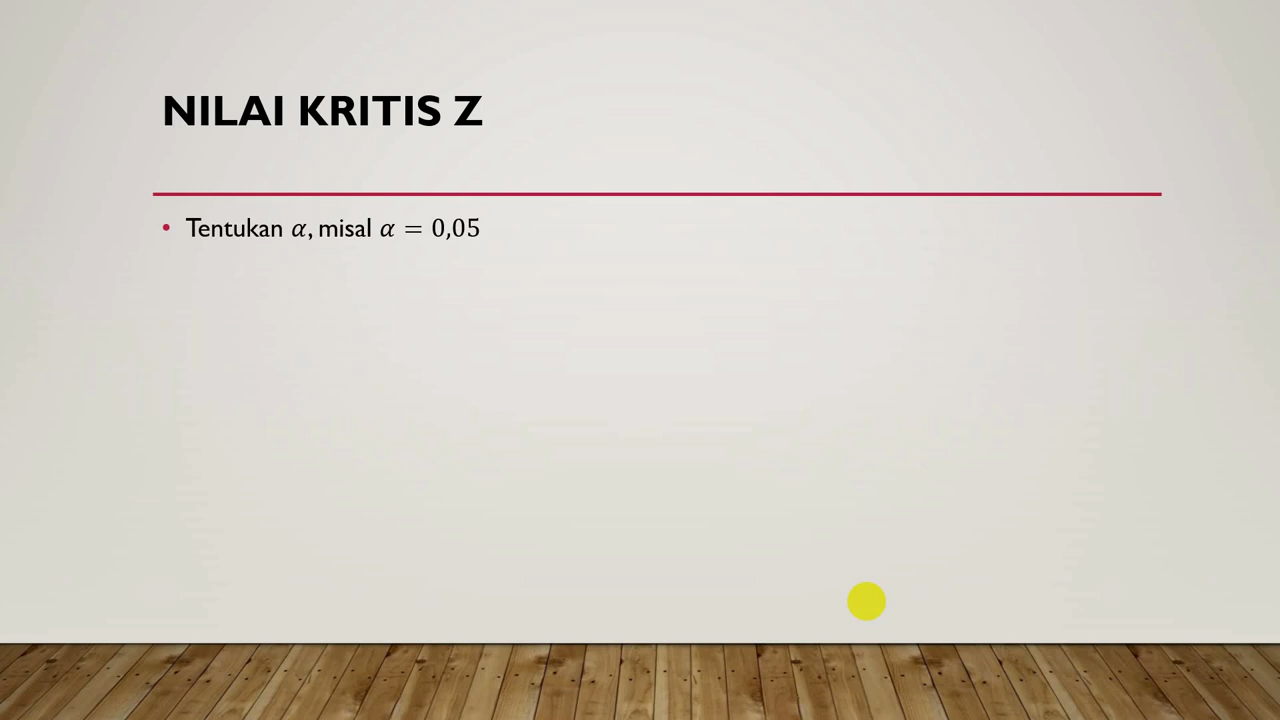 NILAI KRITIS Z
• Tentukan α, misal α = 0,05